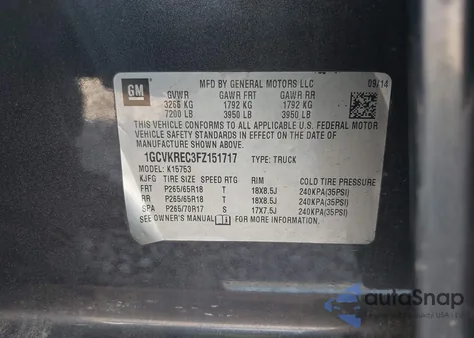 GM
MFD BY GENERAL MOTORS LLC 09/14
GVWR GAWR FRT GAWR RR
3266 KG 1792 KG 1792 KG
7200 LB 3950 LB 3950 LB
THIS VEHICLE CONFORMS TO ALL APPLICABLE U.S. FEDERAL MOTOR
VEHICLE SAFETY STANDARDS IN EFFECT ON THE DATE OF
MANUFACTURE SHOWN ABOVE.
1GCVKREC3FZ151717 TYPE: TRUCK
MODEL: K15753
KJFG TIRE SIZE SPEED RTG RIM COLD TIRE PRESSURE
FRT P265/65R18 T 18X8.5J 240KPA(35PSI)
RR P265/65R18 T 18X8.5J 240KPA(35PSI)
SPA P265/70R17 S 17X7.5J 240KPA(35PSI)
SEE OWNER'S MANUAL
autoSnap